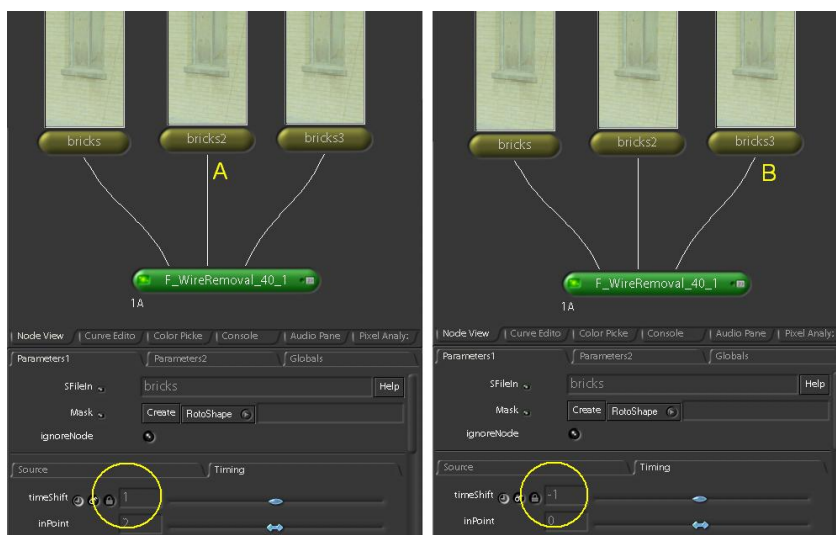 bricks bricks2 bricks3
A
F_WireRemoval_40_1
1A
Node View Curve Edito Color Picke Console Audio Pane Pixel Analy:
Parameters1 Parameters2 Globals
SFileIn bricks Help
Mask Create RotoShape
ignoreNode
Source Timing
timeShift 1
inPoint 2
bricks bricks2 bricks3
B
F_WireRemoval_40_1
1A
Node View Curve Edito Color Picke Console Audio Pane Pixel Analy:
Parameters1 Parameters2 Globals
SFileIn bricks Help
Mask Create RotoShape
ignoreNode
Source Timing
timeShift -1
inPoint 0